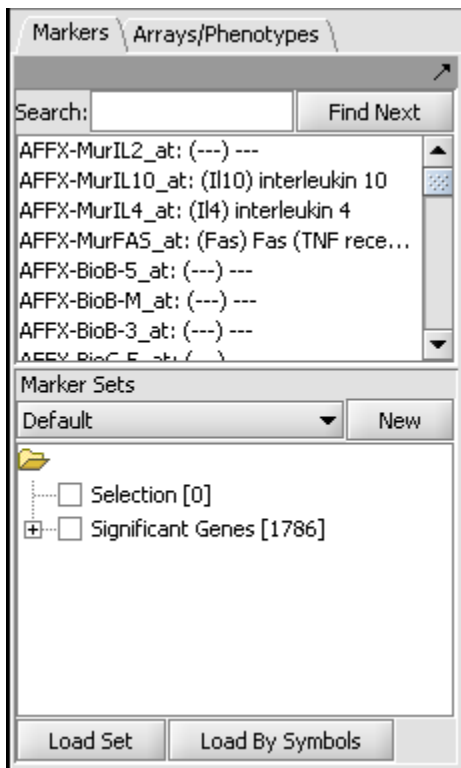 Markers Arrays/Phenotypes
Search: Find Next
AFFX-MurIL2_at: (---) ---
AFFX-MurIL10_at: (Il10) interleukin 10
AFFX-MurIL4_at: (Il4) interleukin 4
AFFX-MurFAS_at: (Fas) Fas (TNF rece...
AFFX-BioB-5_at: (---) ---
AFFX-BioB-M_at: (---) ---
AFFX-BioB-3_at: (---) ---
Marker Sets
Default New
Selection [0]
Significant Genes [1786]
Load Set Load By Symbols